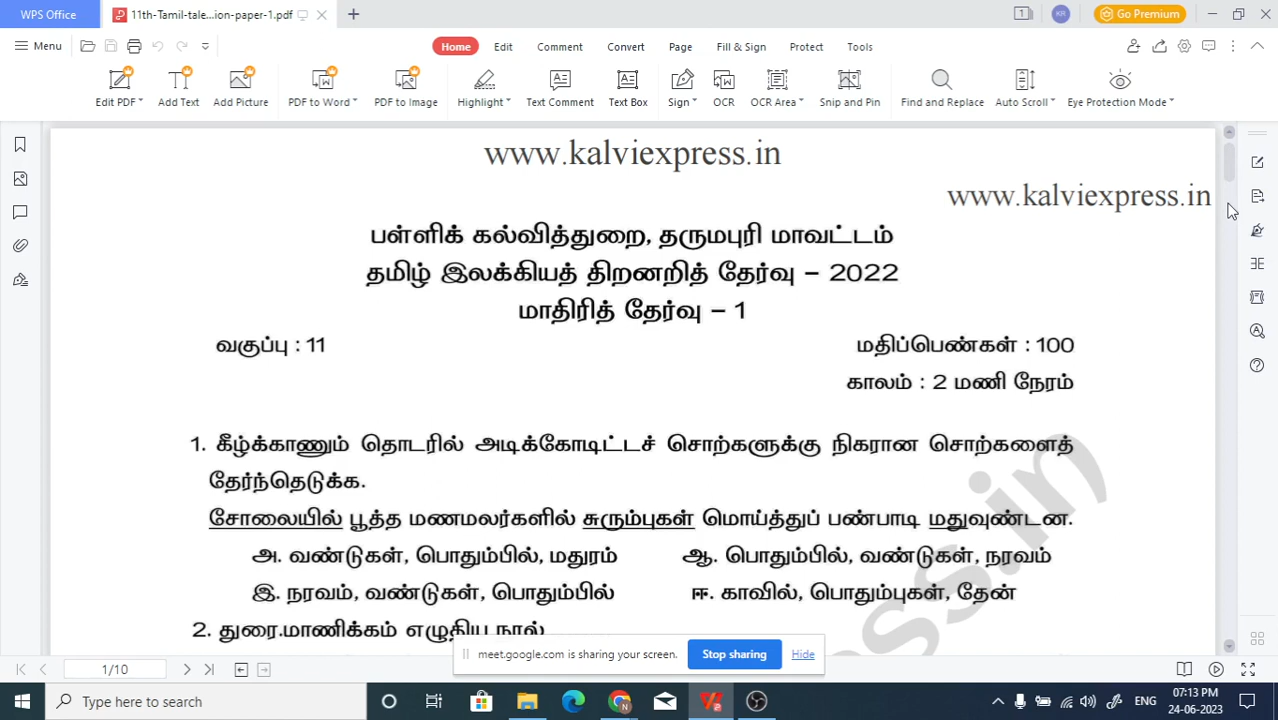 WPS Office
11th-Tamil-tale...ion-paper-1.pdf
KR
Go Premium
Menu
Home
Edit
Comment
Convert
Page
Fill & Sign
Protect
Tools
Edit PDF
Add Text
Add Picture
PDF to Word
PDF to Image
Highlight
Text Comment
Text Box
Sign
OCR
OCR Area
Snip and Pin
Find and Replace
Auto Scroll
Eye Protection Mode
www.kalviexpress.in
www.kalviexpress.in
பள்ளிக் கல்வித்துறை, தருமபுரி மாவட்டம்
தமிழ் இலக்கியத் திறனறித் தேர்வு – 2022
மாதிரித் தேர்வு – 1
வகுப்பு : 11
மதிப்பெண்கள் : 100
காலம் : 2 மணி நேரம்
1. கீழ்க்காணும் தொடரில் அடிக்கோடிட்டச் சொற்களுக்கு நிகரான சொற்களைத்
தேர்ந்தெடுக்க.
சோலையில் பூத்த மணமலர்களில் சுரும்புகள் மொய்த்துப் பண்பாடி மதுவுண்டன.
அ. வண்டுகள், பொதும்பில், மதுரம்
ஆ. பொதும்பில், வண்டுகள், நரவம்
இ. நரவம், வண்டுகள், பொதும்பில்
ஈ. காவில், பொதும்புகள், தேன்
2. துரை.மாணிக்கம் எழுதிய நூல்
ss.in
meet.google.com is sharing your screen.
Stop sharing
Hide
1/10
Type here to search
ENG
07:13 PM
24-06-2023